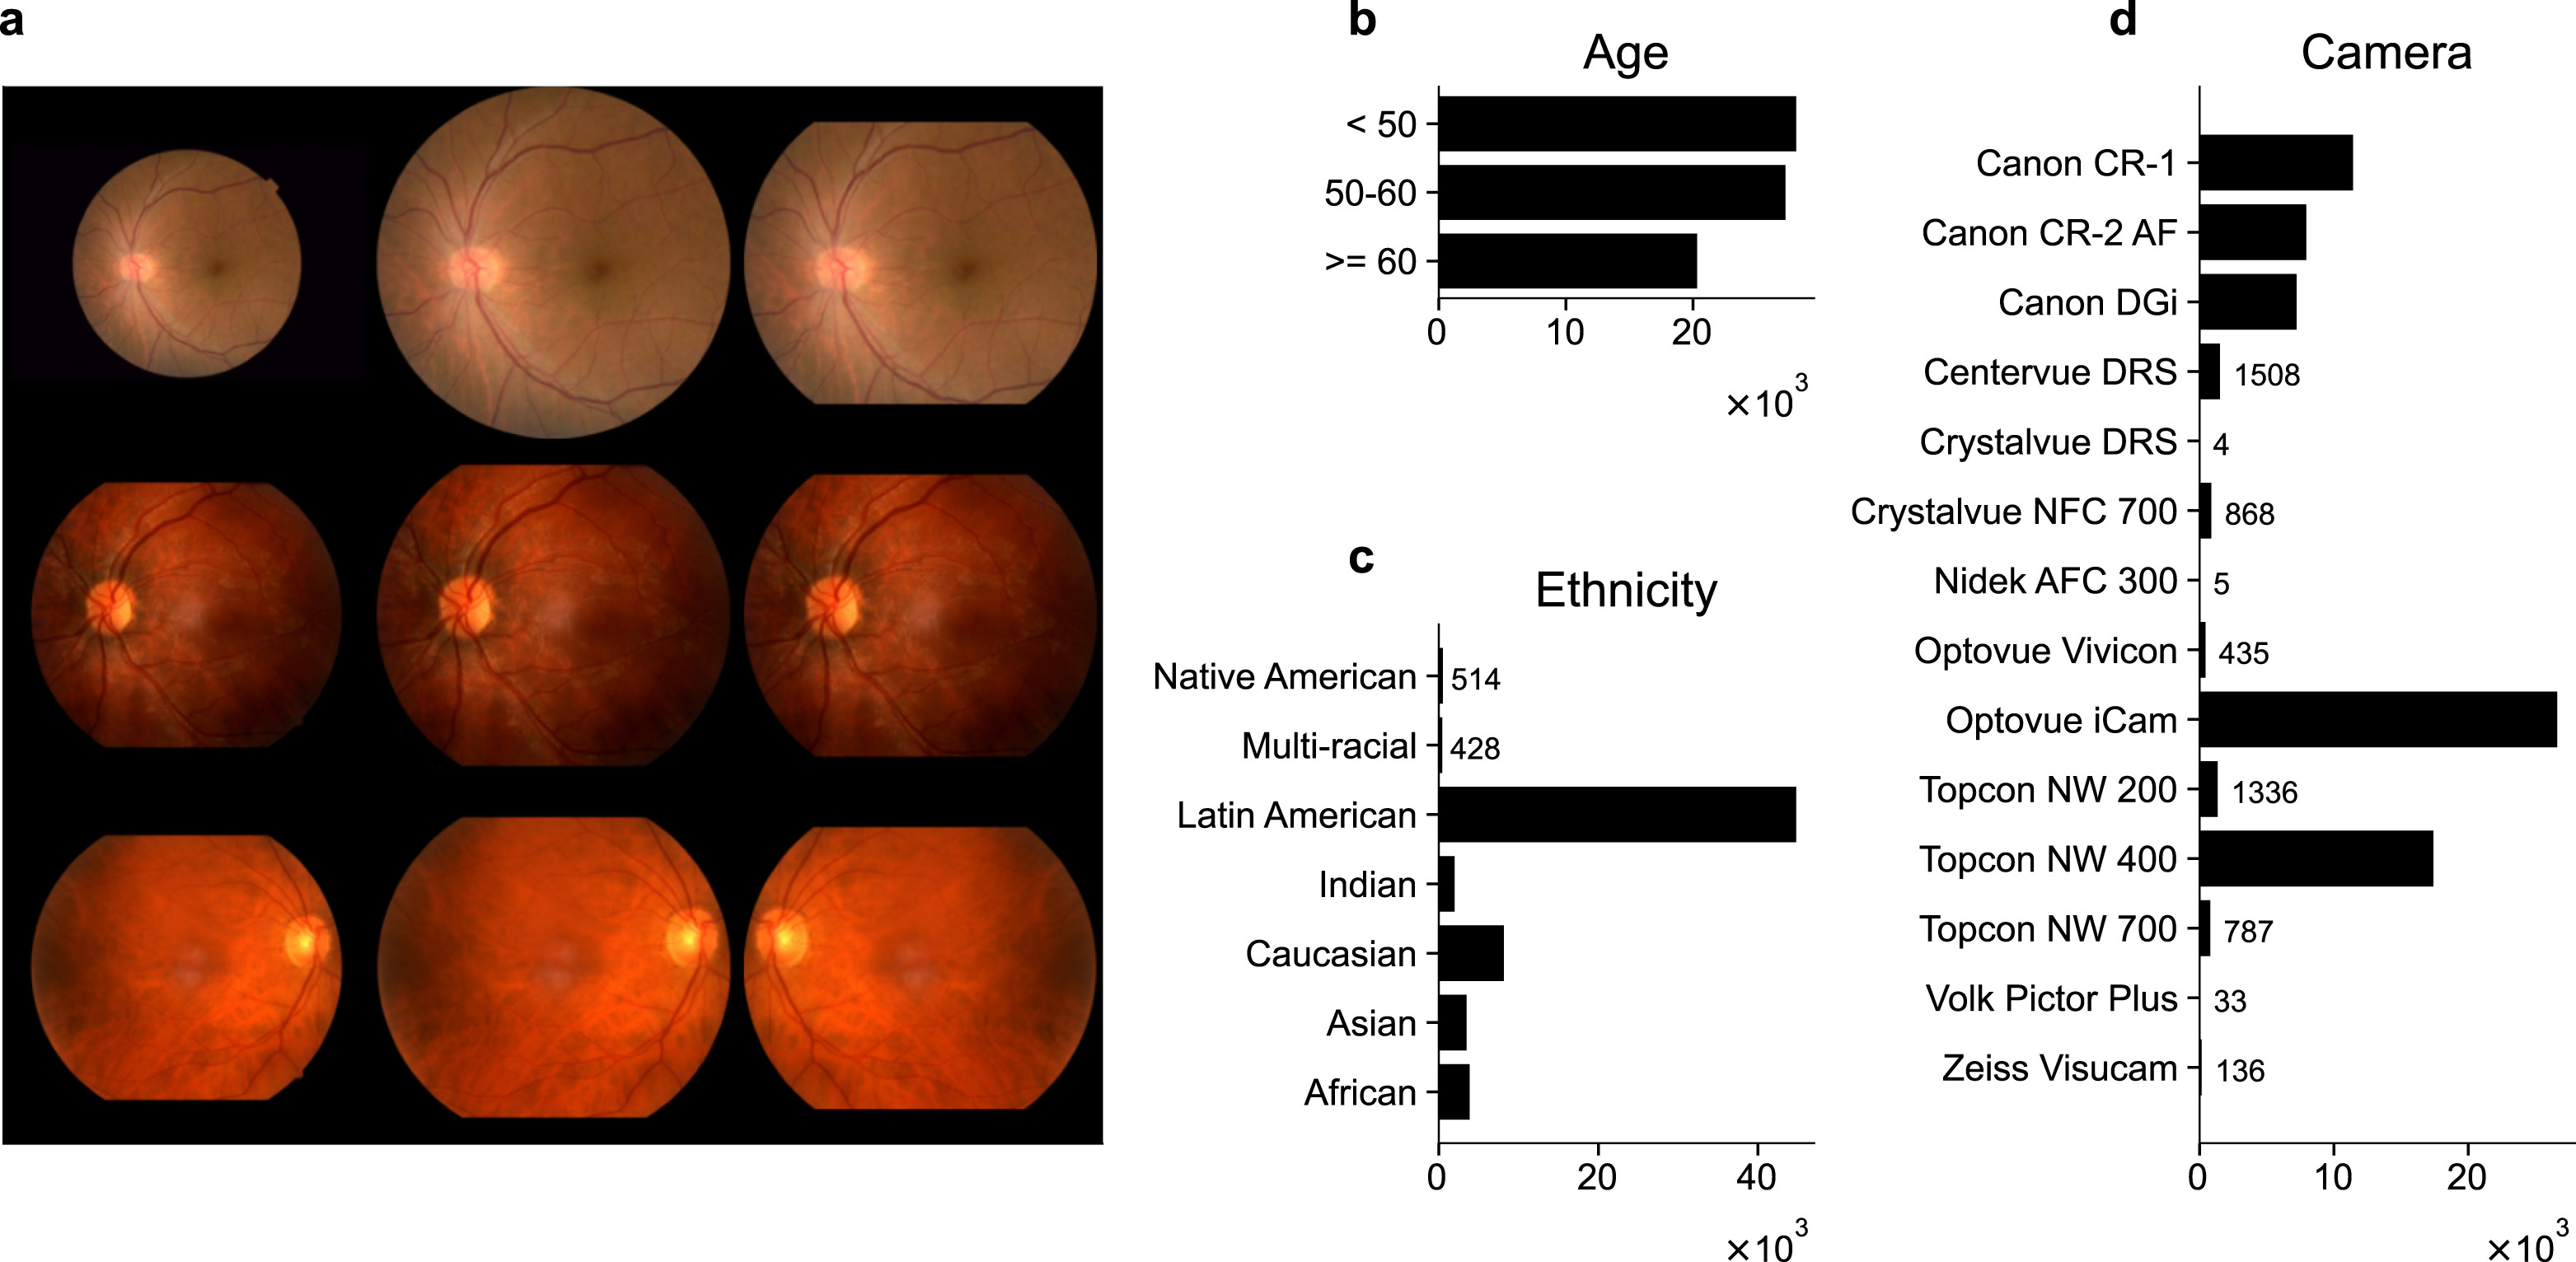 a
b
Age
< 50
50-60
>= 60
0 10 20
×10³
c
Ethnicity
Native American 514
Multi-racial 428
Latin American
Indian
Caucasian
Asian
African
0 20 40
×10³
d
Camera
Canon CR-1
Canon CR-2 AF
Canon DGi
Centervue DRS 1508
Crystalvue DRS 4
Crystalvue NFC 700 868
Nidek AFC 300 5
Optovue Vivicon 435
Optovue iCam
Topcon NW 200 1336
Topcon NW 400
Topcon NW 700 787
Volk Pictor Plus 33
Zeiss Visucam 136
0 10 20
×10³